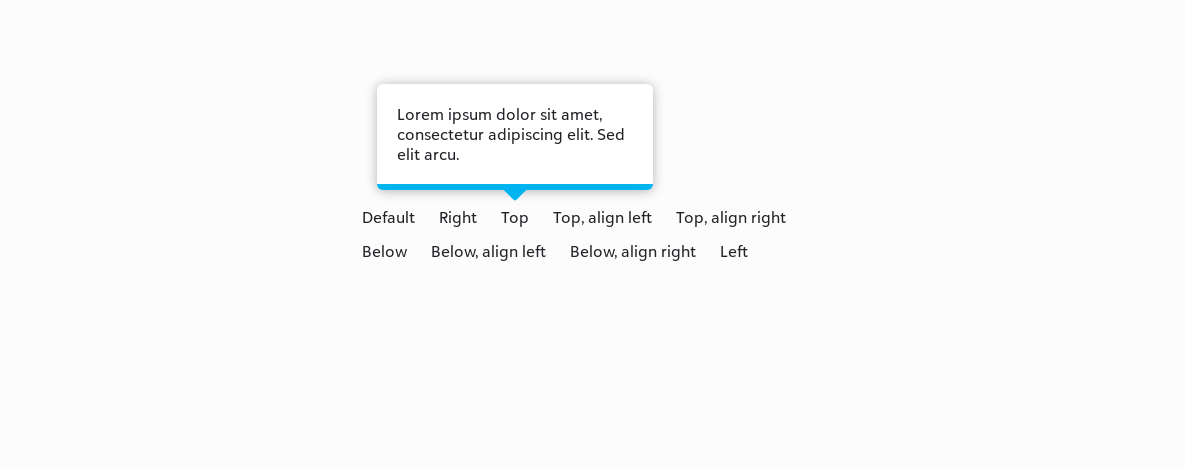 Lorem ipsum dolor sit amet,
consectetur adipiscing elit. Sed
elit arcu.
Default Right Top Top, align left Top, align right
Below Below, align left Below, align right Left